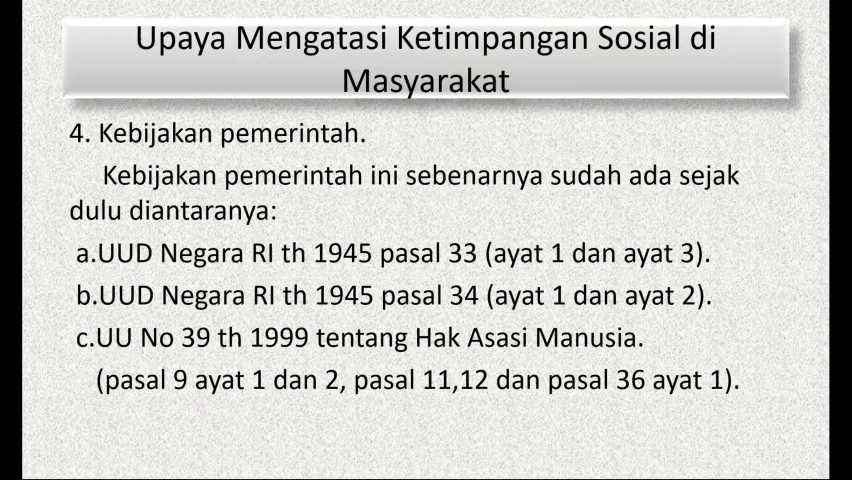 Upaya Mengatasi Ketimpangan Sosial di
Masyarakat
4. Kebijakan pemerintah.
Kebijakan pemerintah ini sebenarnya sudah ada sejak
dulu diantaranya:
a.UUD Negara RI th 1945 pasal 33 (ayat 1 dan ayat 3).
b.UUD Negara RI th 1945 pasal 34 (ayat 1 dan ayat 2).
c.UU No 39 th 1999 tentang Hak Asasi Manusia.
(pasal 9 ayat 1 dan 2, pasal 11,12 dan pasal 36 ayat 1).